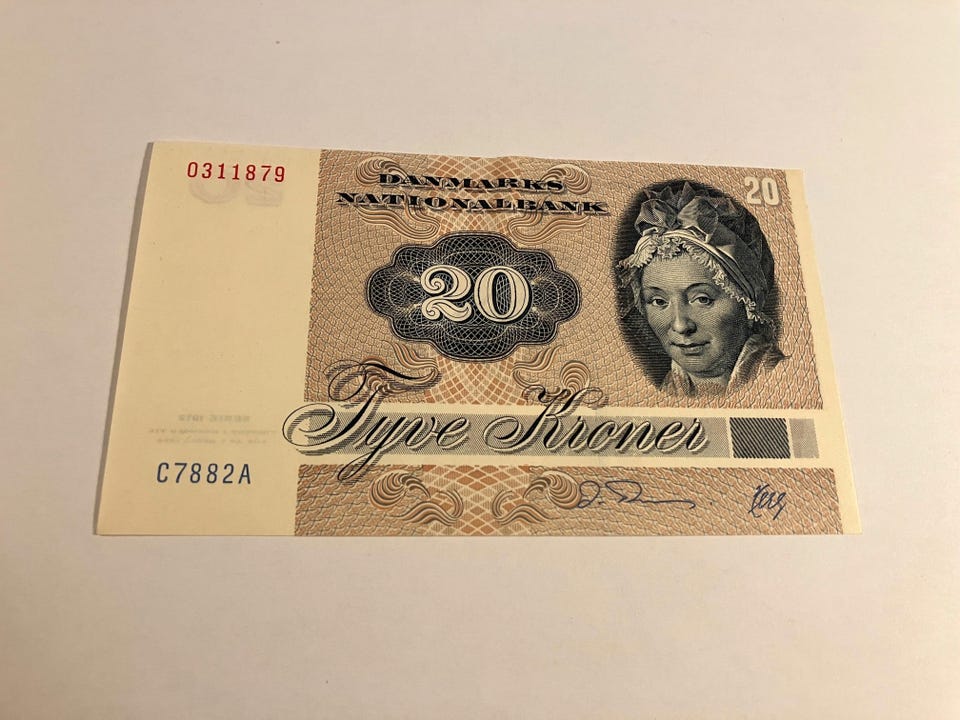 0311879
DANMARKS
NATIONALBANK
20
20
Tyve Kroner
C7882A